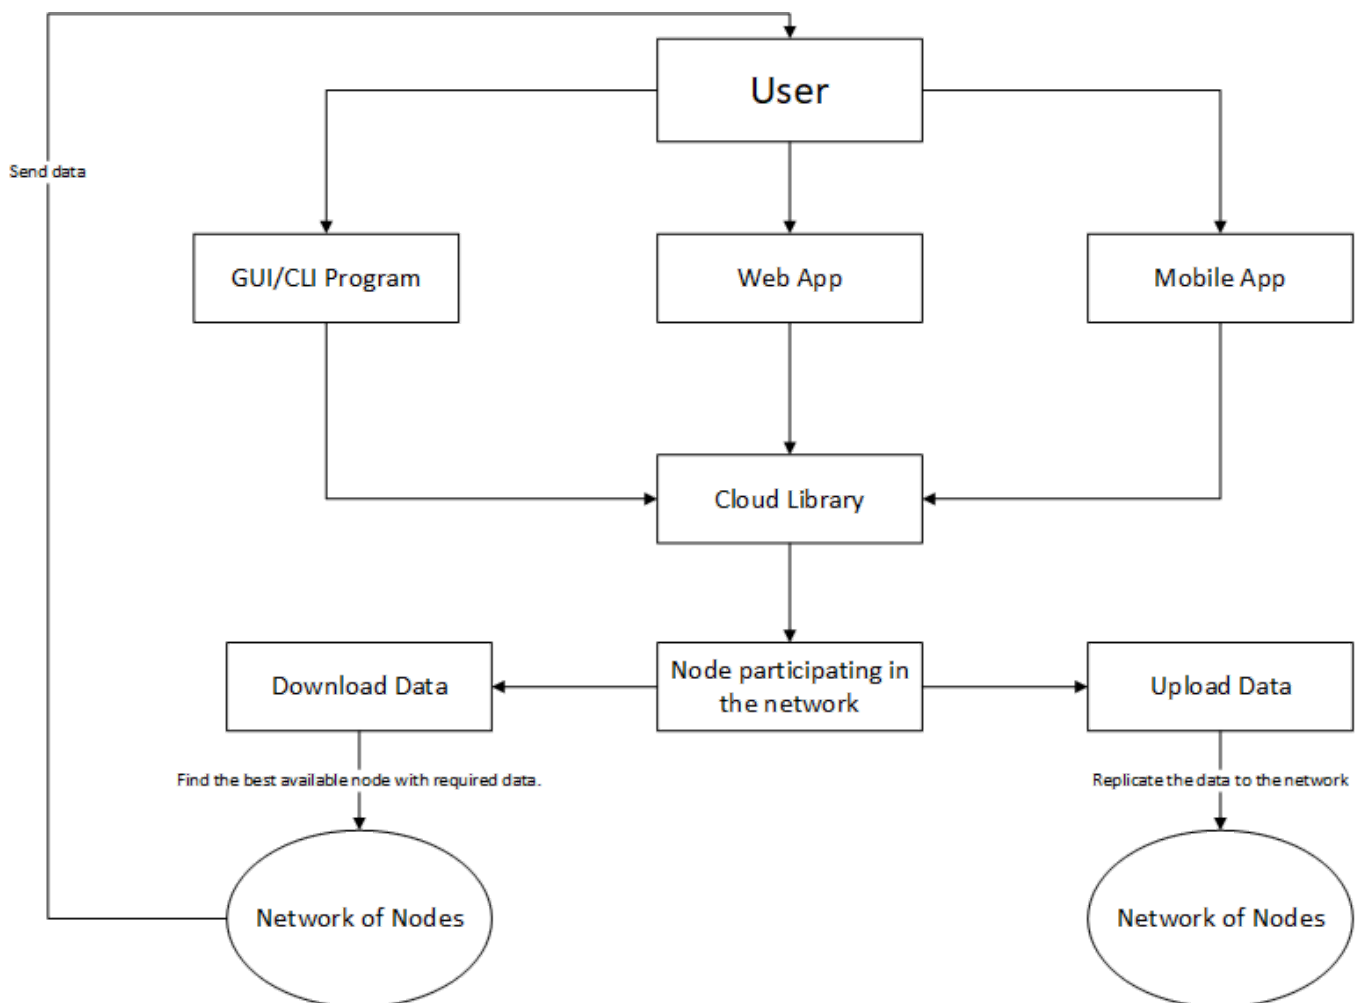 User
Send data
GUI/CLI Program
Web App
Mobile App
Cloud Library
Download Data
Node participating in
the network
Upload Data
Find the best available node with required data.
Replicate the data to the network
Network of Nodes
Network of Nodes